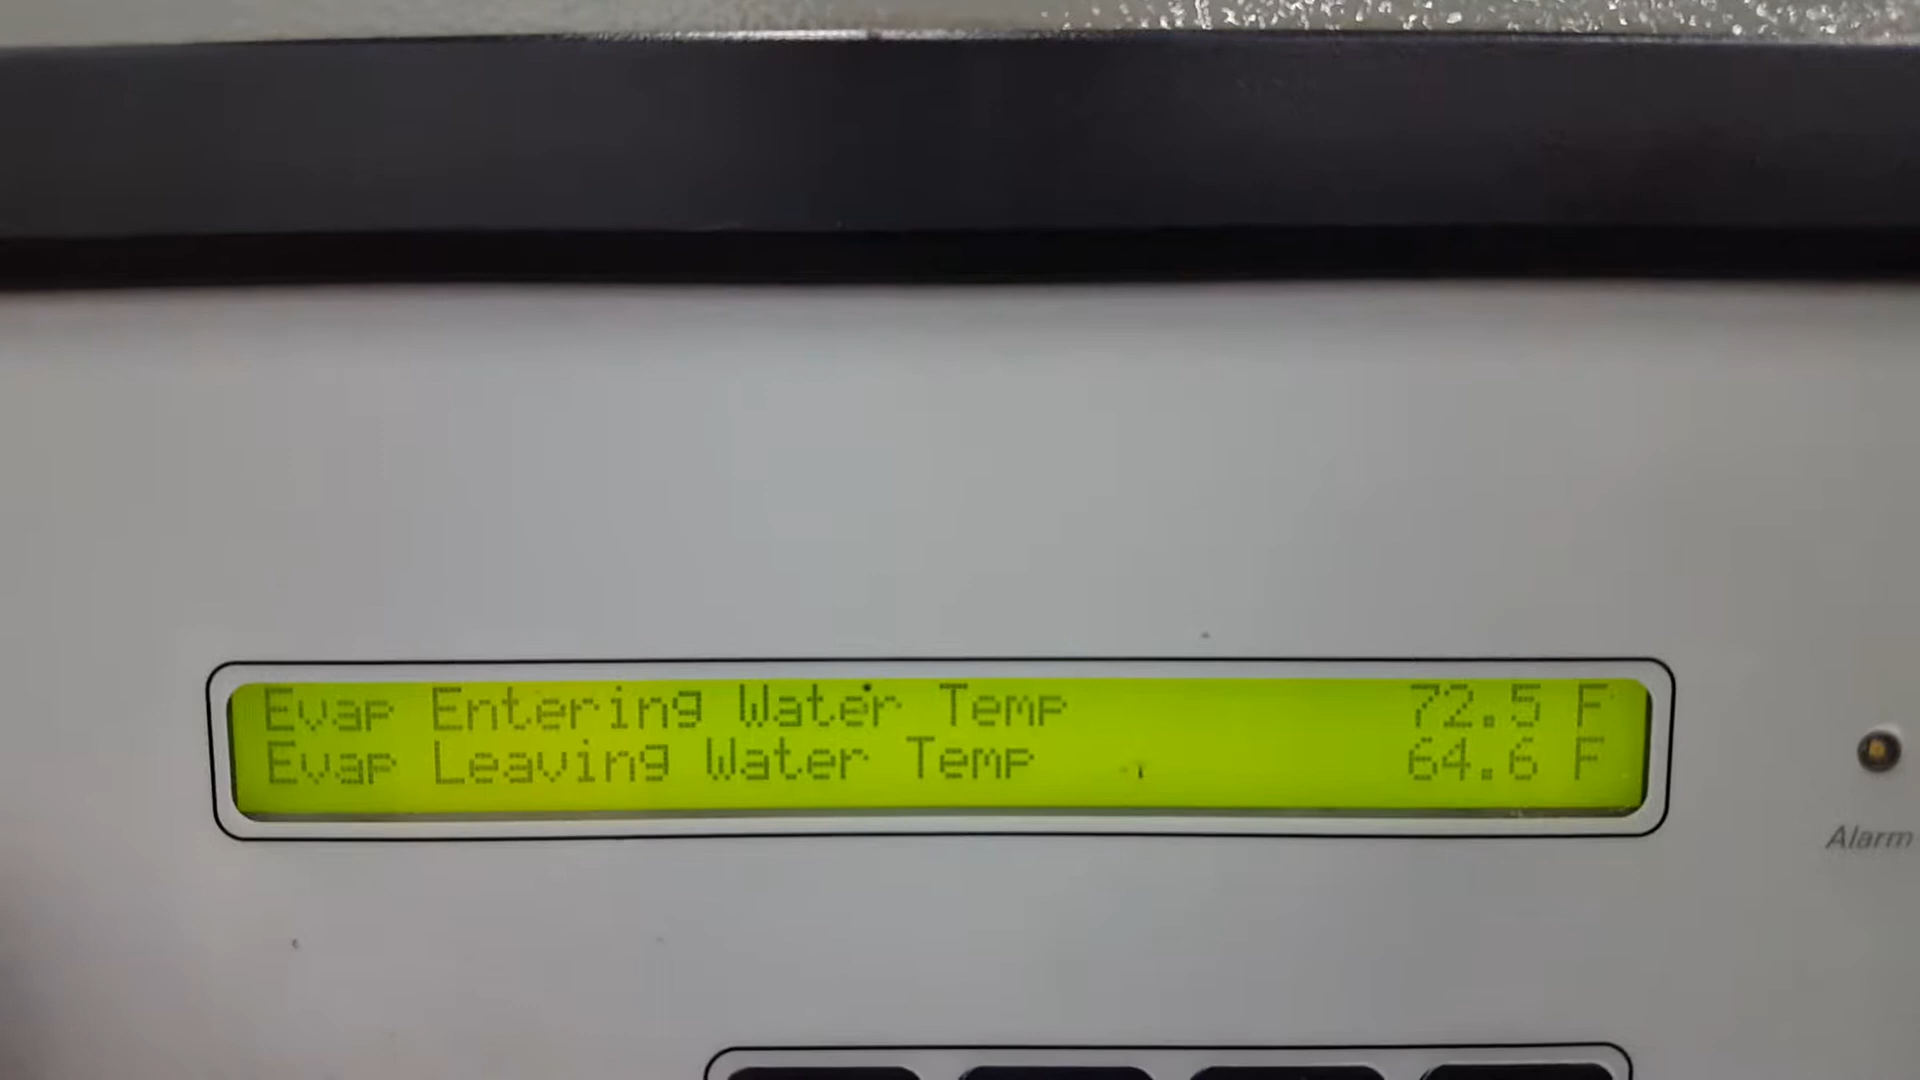 Evap Entering Water Temp 72.5 F
Evap Leaving Water Temp 64.6 F
Alarm